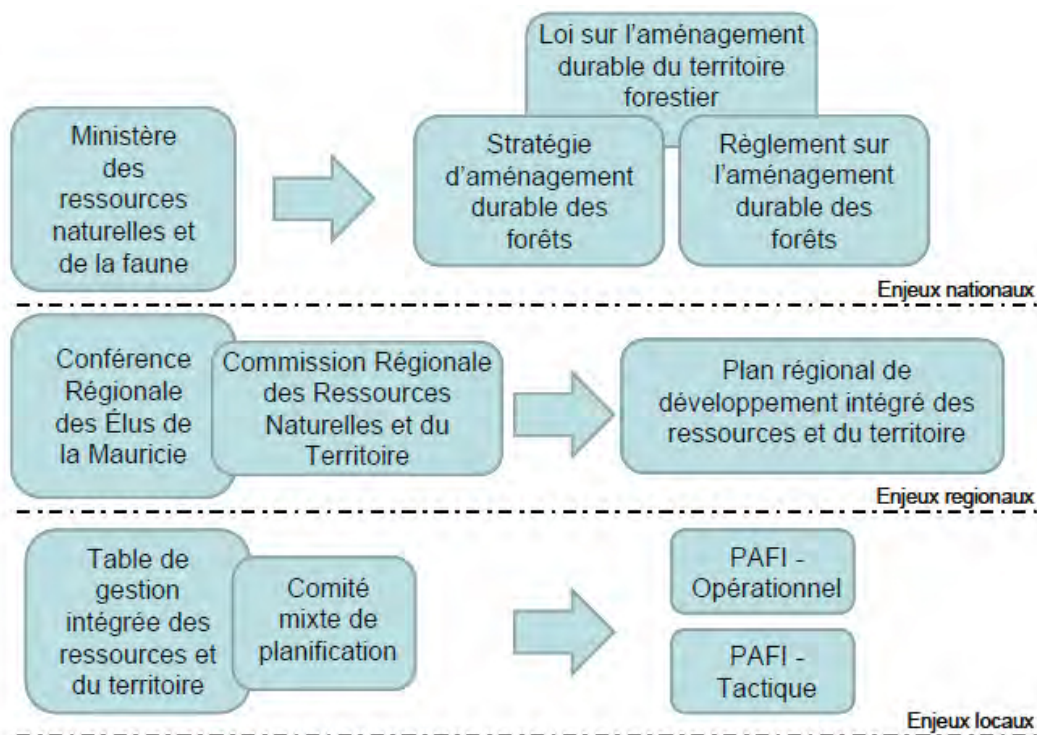 Ministère
des
ressources
naturelles et
de la faune
Loi sur l'aménagement
durable du territoire
forestier
Stratégie
d'aménagement
durable des
forêts
Règlement sur
l'aménagement
durable des
forêts
Enjeux nationaux
Conférence
Régionale
des Élus de
la Mauricie
Commission Régionale
des Ressources
Naturelles et du
Territoire
Plan régional de
développement intégré des
ressources et du territoire
Enjeux regionaux
Table de
gestion
intégrée des
ressources et
du territoire
Comité
mixte de
planification
PAFI -
Opérationnel
PAFI -
Tactique
Enjeux locaux